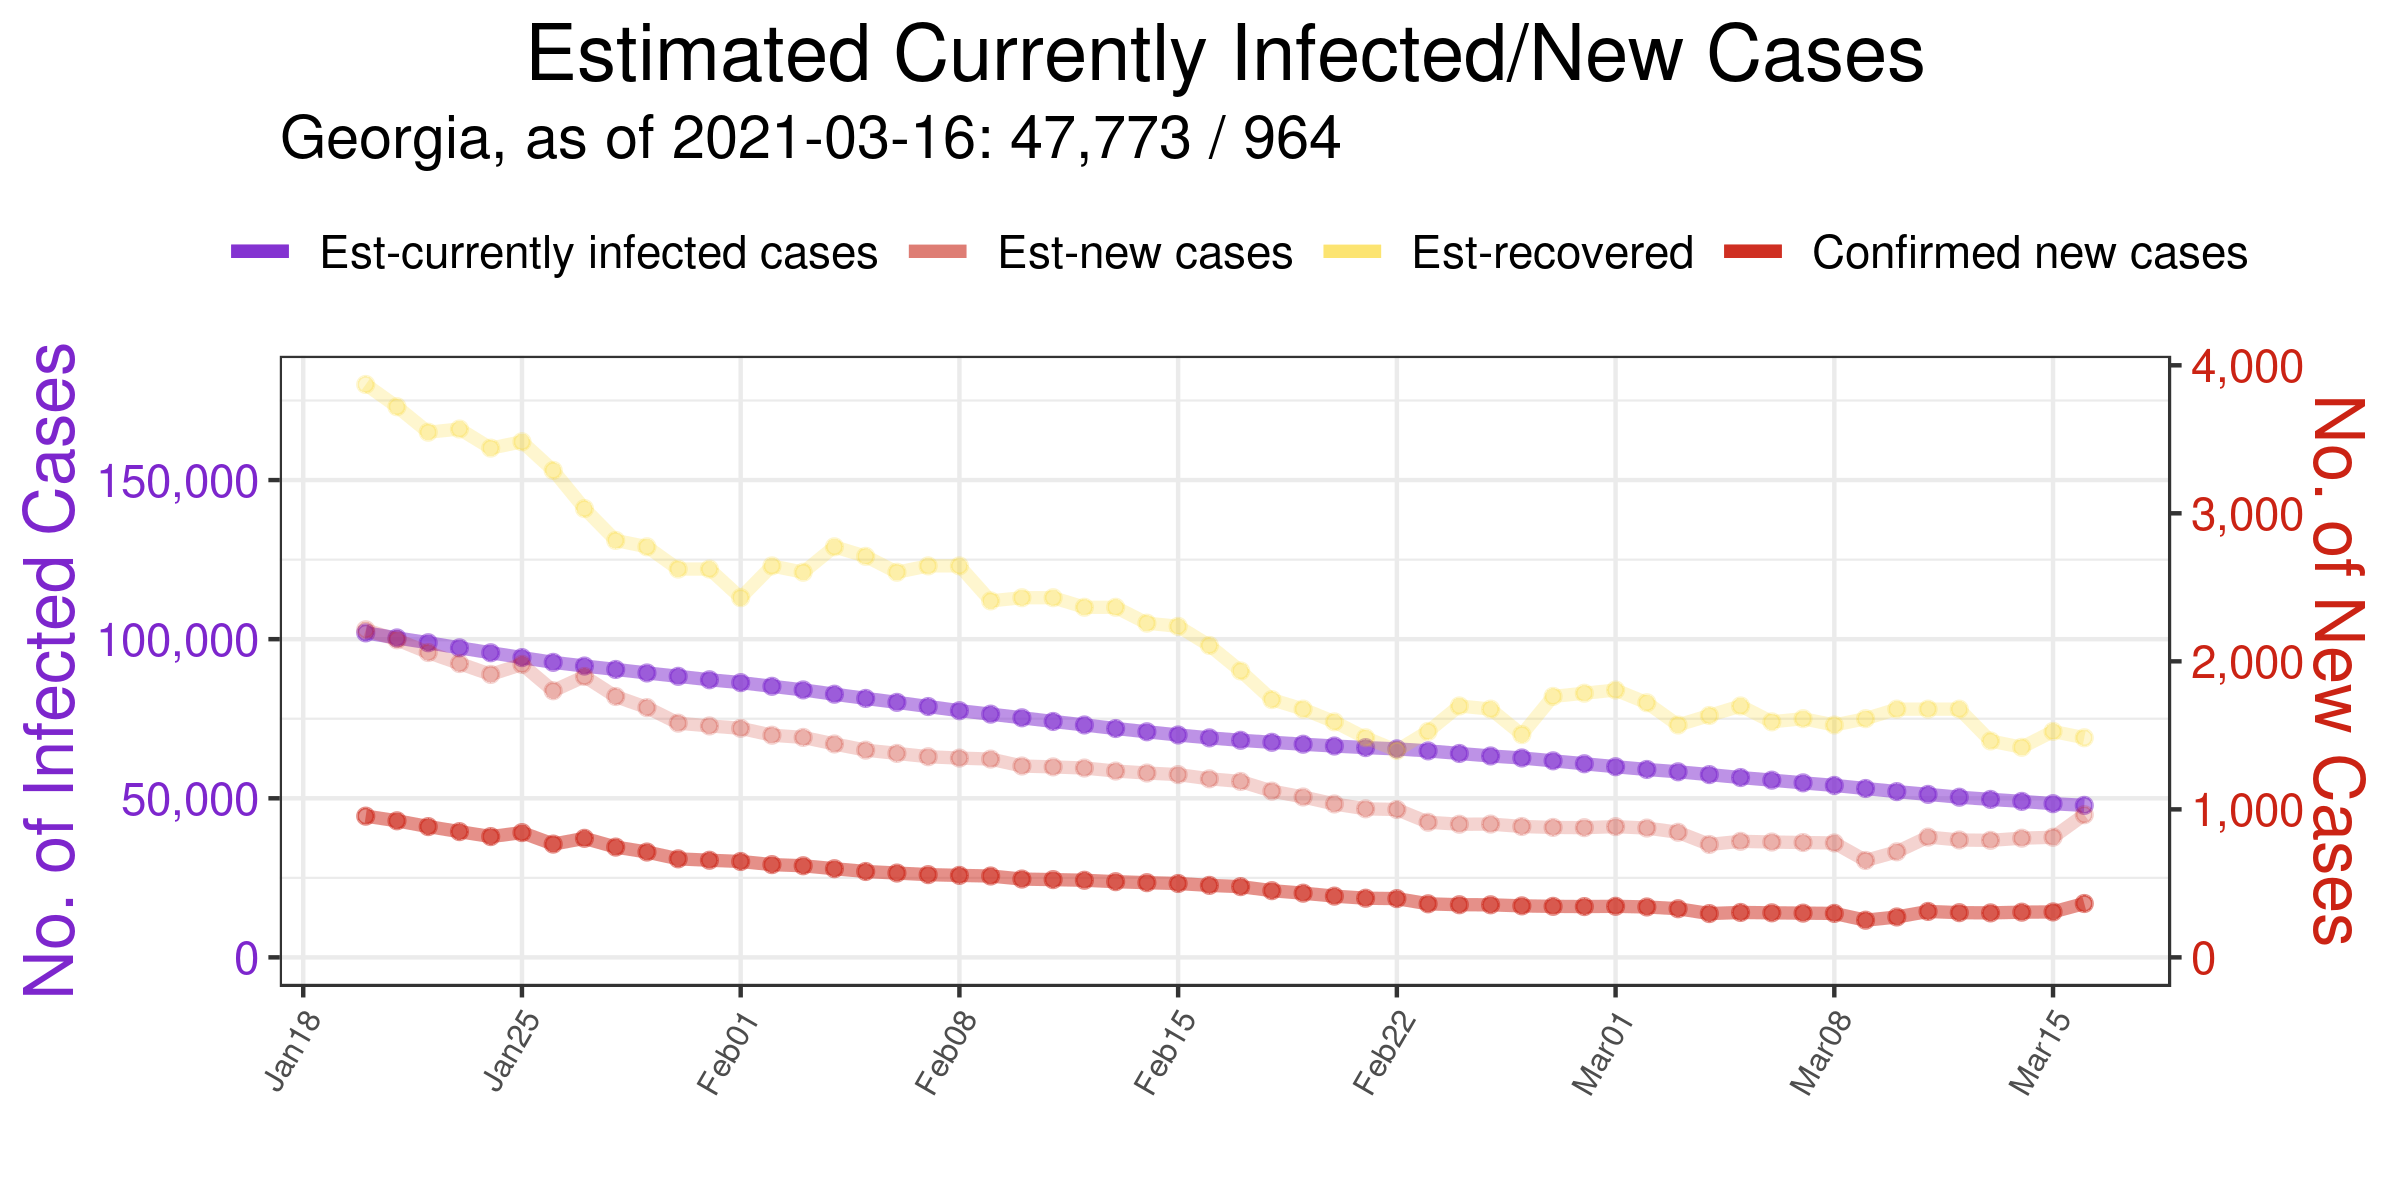 Estimated Currently Infected/New Cases
Georgia, as of 2021-03-16: 47,773 / 964
Est-currently infected cases Est-new cases Est-recovered Confirmed new cases
No. of Infected Cases
150,000
100,000
50,000
0
4,000
3,000
2,000
1,000
0
No. of New Cases
Jan18 Jan25 Feb01 Feb08 Feb15 Feb22 Mar01 Mar08 Mar15